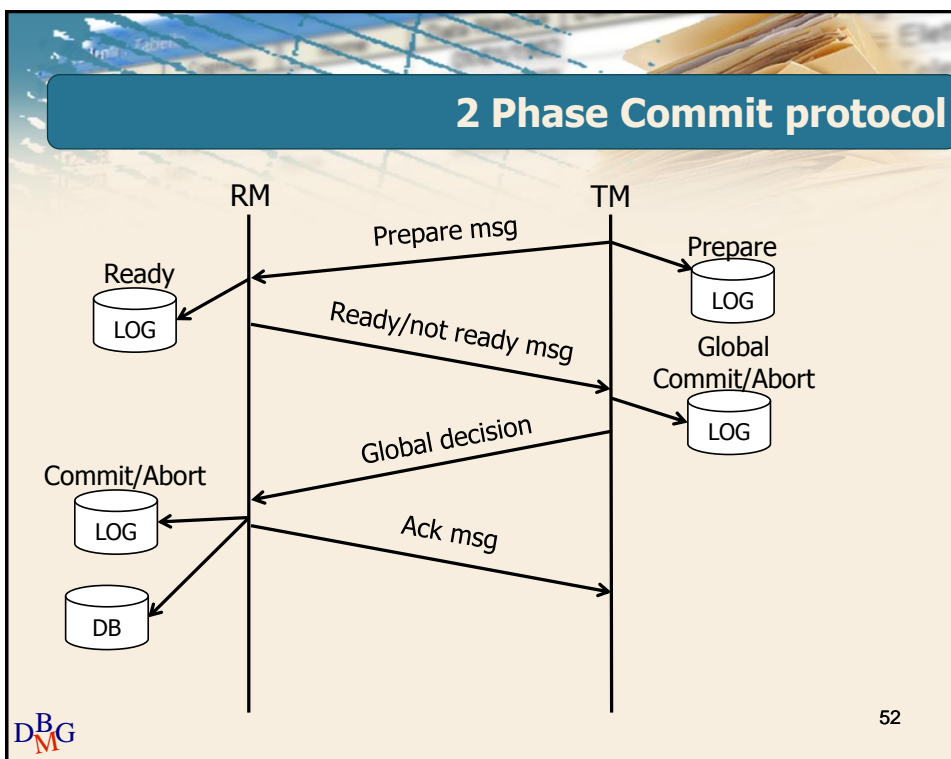 2 Phase Commit protocol
RM
TM
Prepare msg
Prepare
LOG
Ready
LOG
Ready/not ready msg
Global
Commit/Abort
LOG
Global decision
Commit/Abort
LOG
Ack msg
DB
DBMG
52